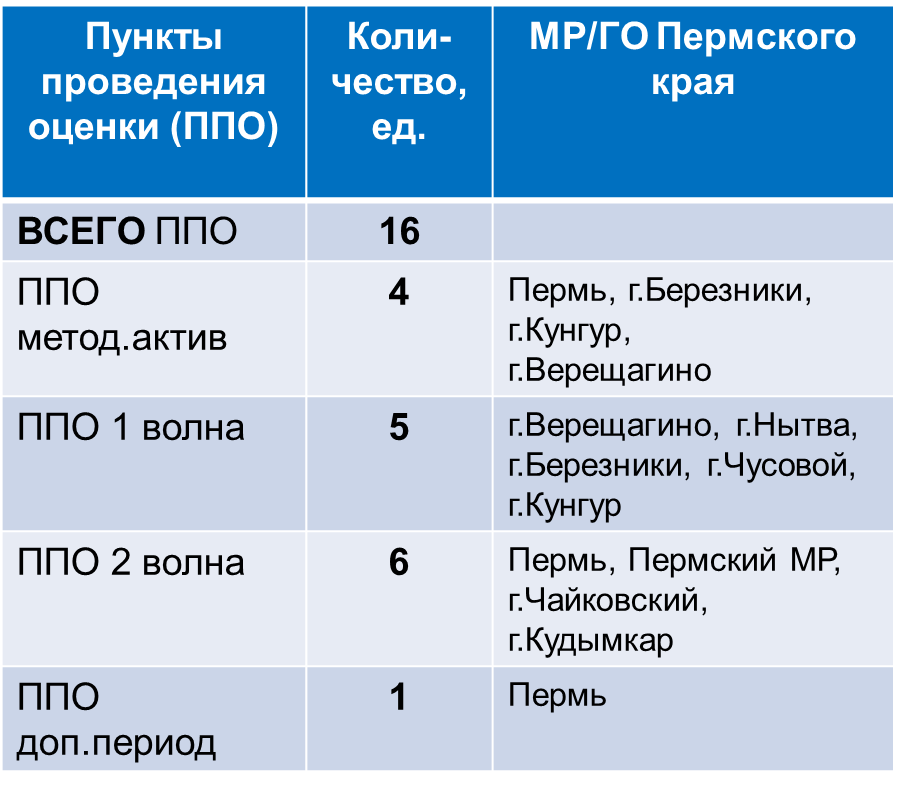 Пункты
проведения
оценки (ППО)
Коли-
чество,
ед.
МР/ГО Пермского
края
ВСЕГО ППО
16
ППО
метод.актив
4
Пермь, г.Березники,
г.Кунгур,
г.Верещагино
ППО 1 волна
5
г.Верещагино, г.Нытва,
г.Березники, г.Чусовой,
г.Кунгур
ППО 2 волна
6
Пермь, Пермский МР,
г.Чайковский,
г.Кудымкар
ППО
доп.период
1
Пермь